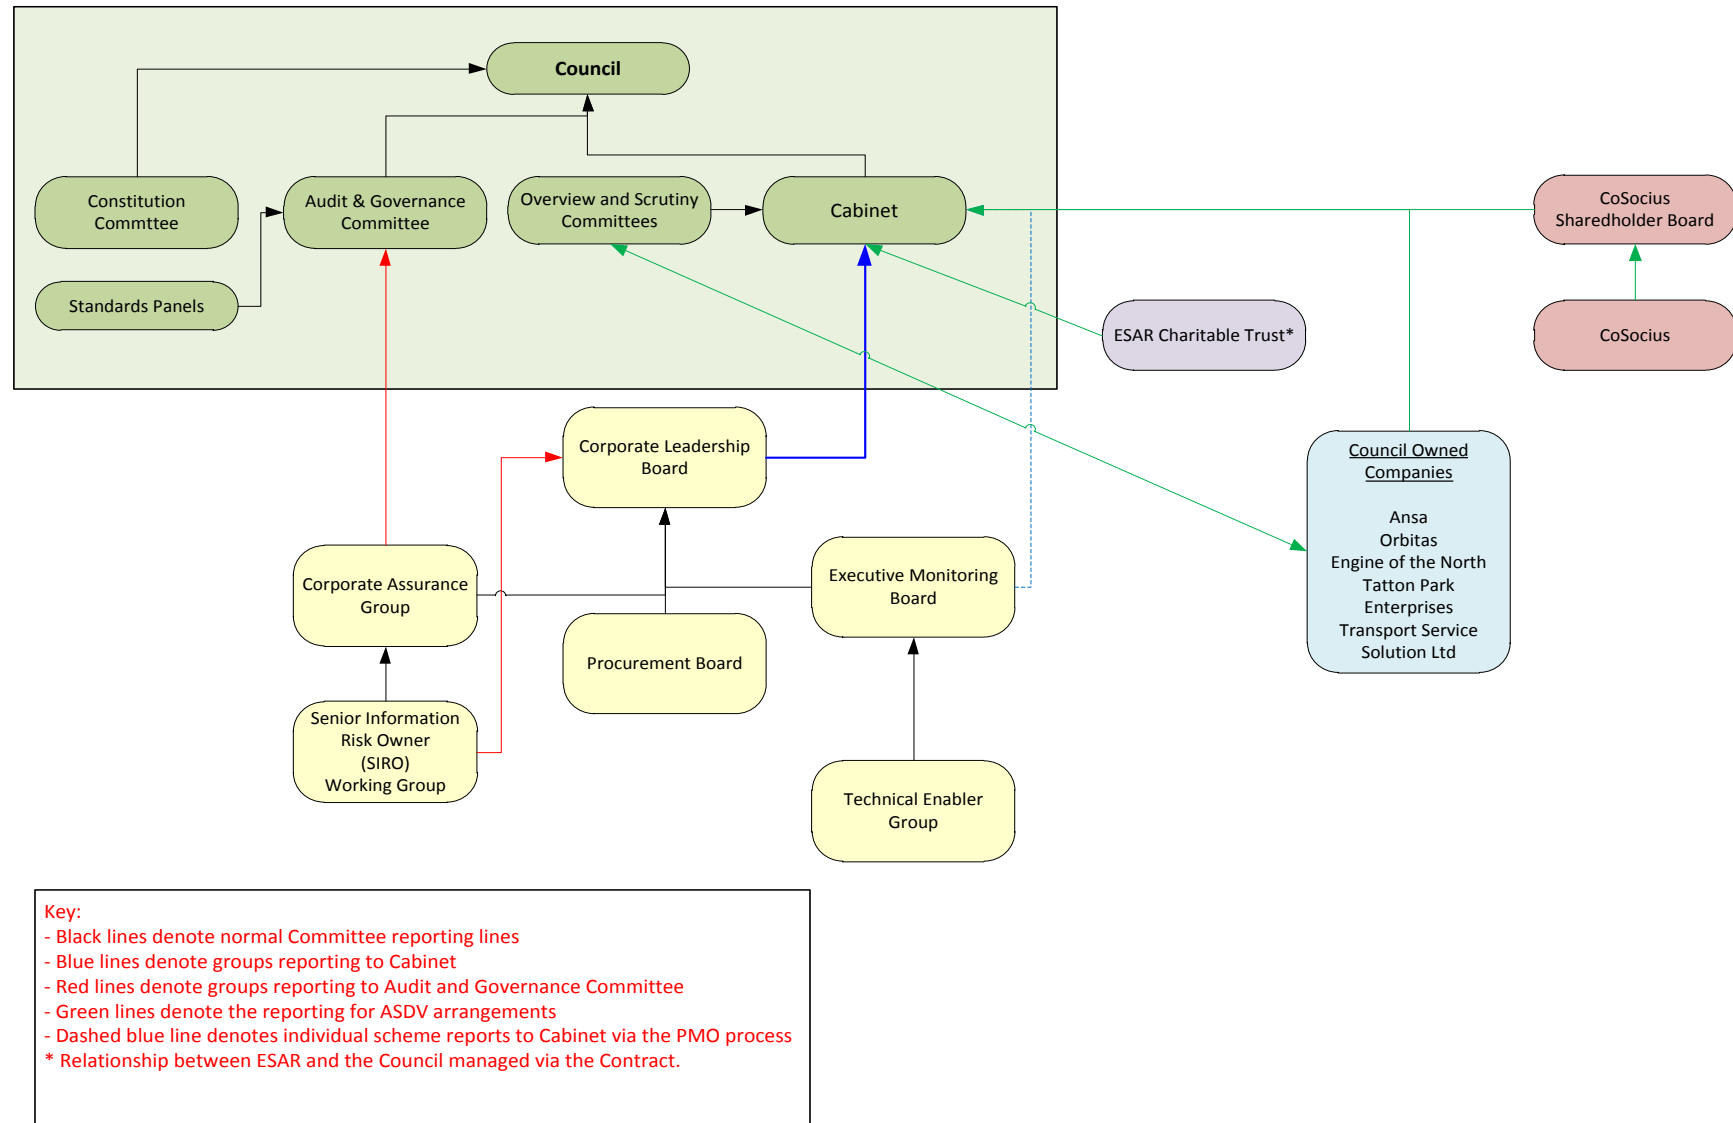 Council
Constitution
Commttee
Audit & Governance
Committee
Overview and Scrutiny
Committees
Cabinet
CoSocius
Sharedholder Board
Standards Panels
ESAR Charitable Trust*
CoSocius
Corporate Leadership
Board
Council Owned
Companies
Ansa
Orbitas
Engine of the North
Tatton Park
Enterprises
Transport Service
Solution Ltd
Corporate Assurance
Group
Executive Monitoring
Board
Procurement Board
Senior Information
Risk Owner
(SIRO)
Working Group
Technical Enabler
Group
Key:
- Black lines denote normal Committee reporting lines
- Blue lines denote groups reporting to Cabinet
- Red lines denote groups reporting to Audit and Governance Committee
- Green lines denote the reporting for ASDV arrangements
- Dashed blue line denotes individual scheme reports to Cabinet via the PMO process
* Relationship between ESAR and the Council managed via the Contract.